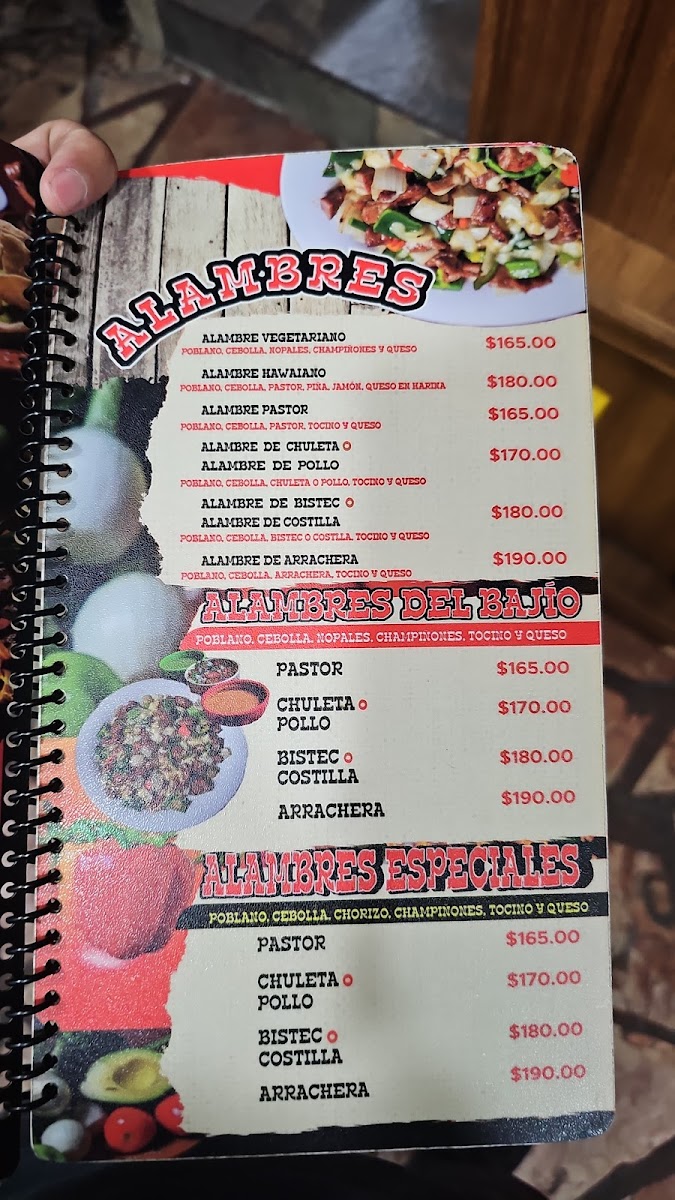 ALAMBRES
ALAMBRE VEGETARIANO $165.00
POBLANO, CEBOLLA, NOPALES, CHAMPIÑONES Y QUESO
ALAMBRE HAWAIANO $180.00
POBLANO, CEBOLLA, PASTOR, PIÑA, JAMÓN, QUESO EN HARINA
ALAMBRE PASTOR $165.00
POBLANO, CEBOLLA, PASTOR, TOCINO Y QUESO
ALAMBRE DE CHULETA O
ALAMBRE DE POLLO $170.00
POBLANO, CEBOLLA, CHULETA O POLLO, TOCINO Y QUESO
ALAMBRE DE BISTEC O
ALAMBRE DE COSTILLA $180.00
POBLANO, CEBOLLA, BISTEC O COSTLLA, TOCINO Y QUESO
ALAMBRE DE ARRACHERA $190.00
POBLANO, CEBOLLA, ARRACHERA, TOCINO Y QUESO
ALAMBRES DEL BAJÍO
POBLANO, CEBOLLA, NOPALES, CHAMPINONES, TOCINO Y QUESO
PASTOR $165.00
CHULETA O $170.00
POLLO
BISTEC O $180.00
COSTILLA
ARRACHERA $190.00
ALAMBRES ESPECIALES
POBLANO, CEBOLLA, CHORIZO, CHAMPINONES, TOCINO Y QUESO
PASTOR $165.00
CHULETA O $170.00
POLLO
BISTEC O $180.00
COSTILLA
ARRACHERA $190.00